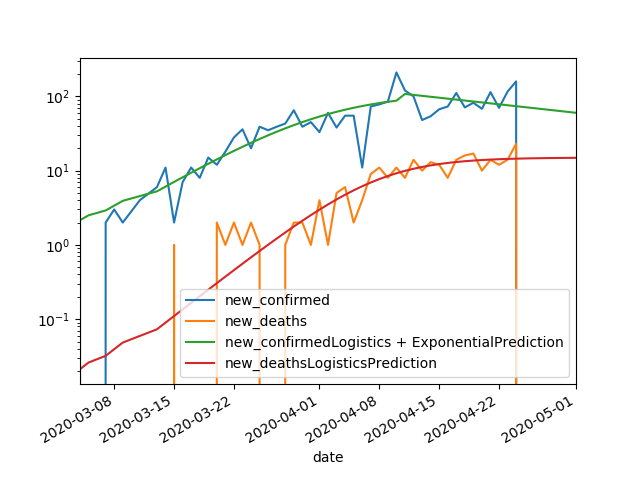 10²
10¹
10⁰
10⁻¹
new_confirmed
new_deaths
new_confirmedLogistics + ExponentialPrediction
new_deathsLogisticsPrediction
2020-03-08
2020-03-15
2020-03-22
2020-04-01
2020-04-08
2020-04-15
2020-04-22
2020-05-01
date